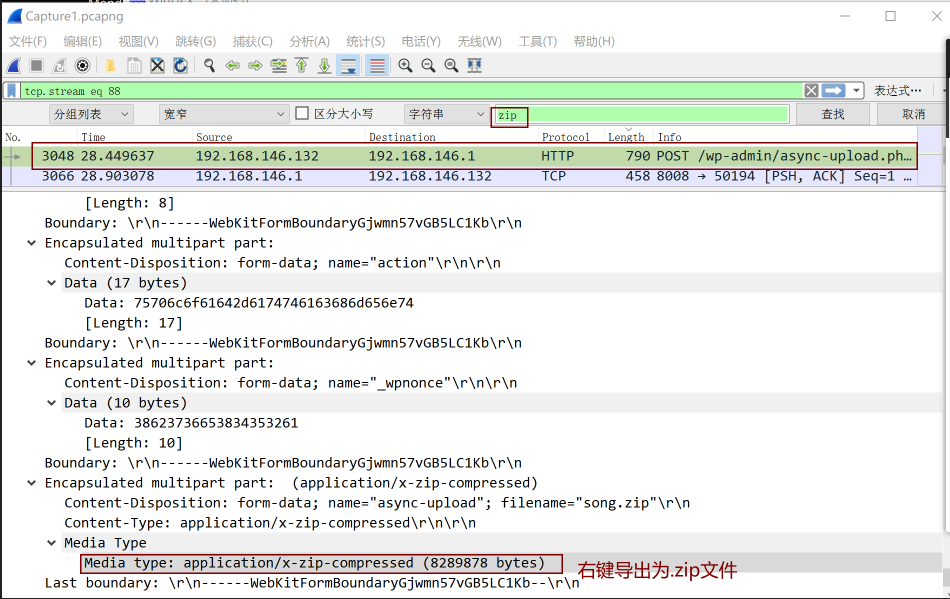 Capture1.pcapng
文件(F) 编辑(E) 视图(V) 跳转(G) 捕获(C) 分析(A) 统计(S) 电话(Y) 无线(W) 工具(T) 帮助(H)
tcp.stream eq 88 表达式…
分组列表 宽窄 区分大小写 字符串 zip 查找 取消
No. Time Source Destination Protocol Length Info
3048 28.449637 192.168.146.132 192.168.146.1 HTTP 790 POST /wp-admin/async-upload.ph…
3066 28.903078 192.168.146.1 192.168.146.132 TCP 458 8008 → 50194 [PSH, ACK] Seq=1 …
[Length: 8]
Boundary: \r\n------WebKitFormBoundaryGjwmn57vGB5LC1Kb\r\n
Encapsulated multipart part:
Content-Disposition: form-data; name="action"\r\n\r\n
Data (17 bytes)
Data: 75706c6f61642d6174746163686d656e74
[Length: 17]
Boundary: \r\n------WebKitFormBoundaryGjwmn57vGB5LC1Kb\r\n
Encapsulated multipart part:
Content-Disposition: form-data; name="_wpnonce"\r\n\r\n
Data (10 bytes)
Data: 38623736653834353261
[Length: 10]
Boundary: \r\n------WebKitFormBoundaryGjwmn57vGB5LC1Kb\r\n
Encapsulated multipart part: (application/x-zip-compressed)
Content-Disposition: form-data; name="async-upload"; filename="song.zip"\r\n
Content-Type: application/x-zip-compressed\r\n\r\n
Media Type
Media type: application/x-zip-compressed (8289878 bytes) 右键导出为.zip文件
Last boundary: \r\n------WebKitFormBoundaryGjwmn57vGB5LC1Kb--\r\n